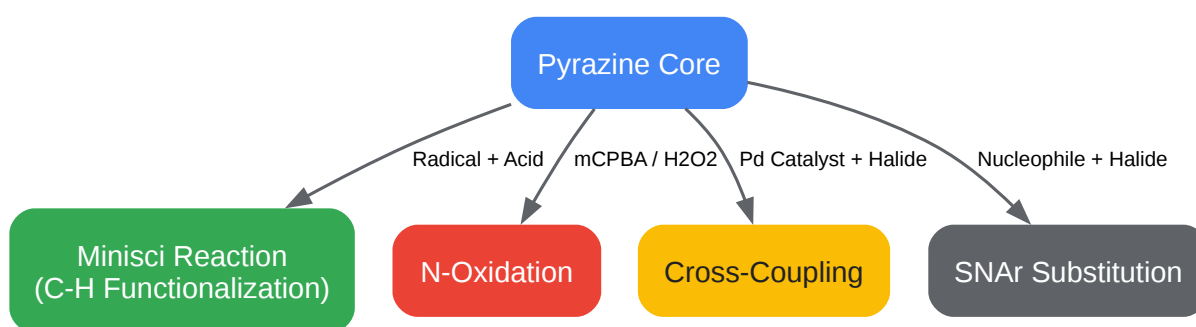 Pyrazine Core
Radical + Acid
mCPBA / H2O2
Pd Catalyst + Halide
Nucleophile + Halide
Minisci Reaction
(C-H Functionalization)
N-Oxidation
Cross-Coupling
SNAr Substitution